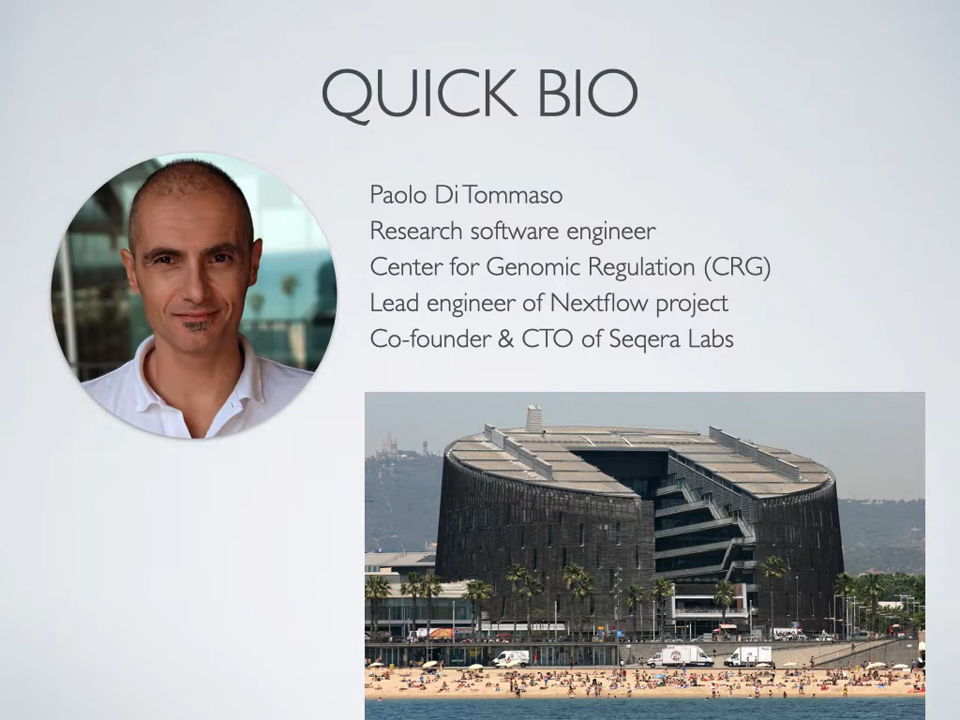 QUICK BIO
Paolo Di Tommaso
Research software engineer
Center for Genomic Regulation (CRG)
Lead engineer of Nextflow project
Co-founder & CTO of Seqera Labs